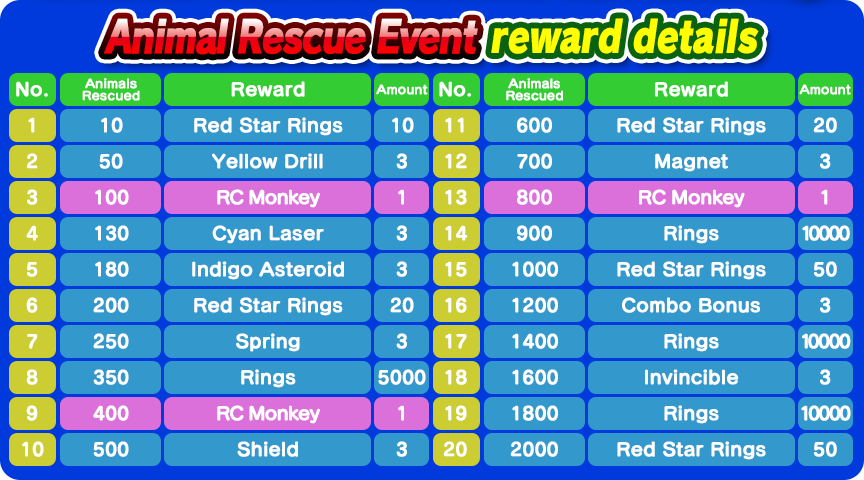 Animal Rescue Event reward details
No. Animals Rescued Reward Amount No. Animals Rescued Reward Amount
1 10 Red Star Rings 10 11 600 Red Star Rings 20
2 50 Yellow Drill 3 12 700 Magnet 3
3 100 RC Monkey 1 13 800 RC Monkey 1
4 130 Cyan Laser 3 14 900 Rings 10000
5 180 Indigo Asteroid 3 15 1000 Red Star Rings 50
6 200 Red Star Rings 20 16 1200 Combo Bonus 3
7 250 Spring 3 17 1400 Rings 10000
8 350 Rings 5000 18 1600 Invincible 3
9 400 RC Monkey 1 19 1800 Rings 10000
10 500 Shield 3 20 2000 Red Star Rings 50